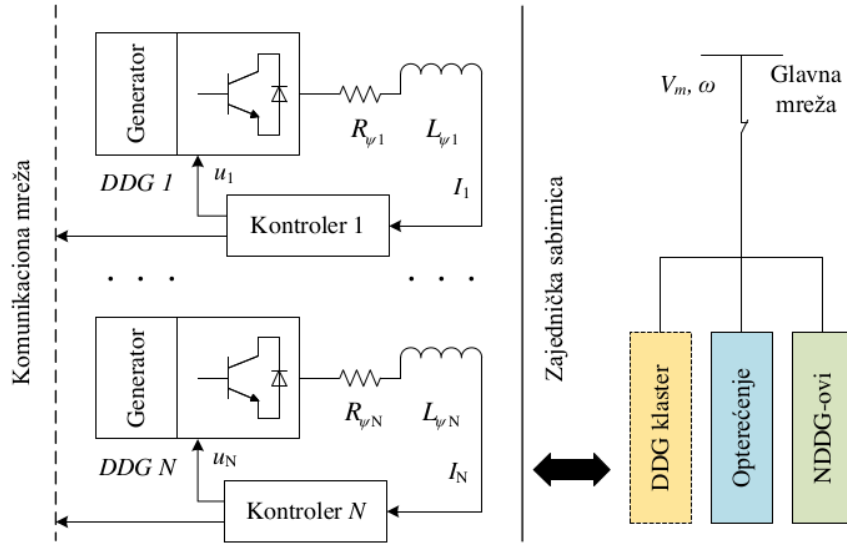 Komunikaciona mreža
Generator
R_ψ1
L_ψ1
DDG 1
u_1
I_1
Kontroler 1
. . .
. . .
Generator
R_ψN
L_ψN
DDG N
u_N
I_N
Kontroler N
Zajednička sabirnica
V_m, ω
Glavna
mreža
DDG klaster
Opterećenje
NDDG-ovi